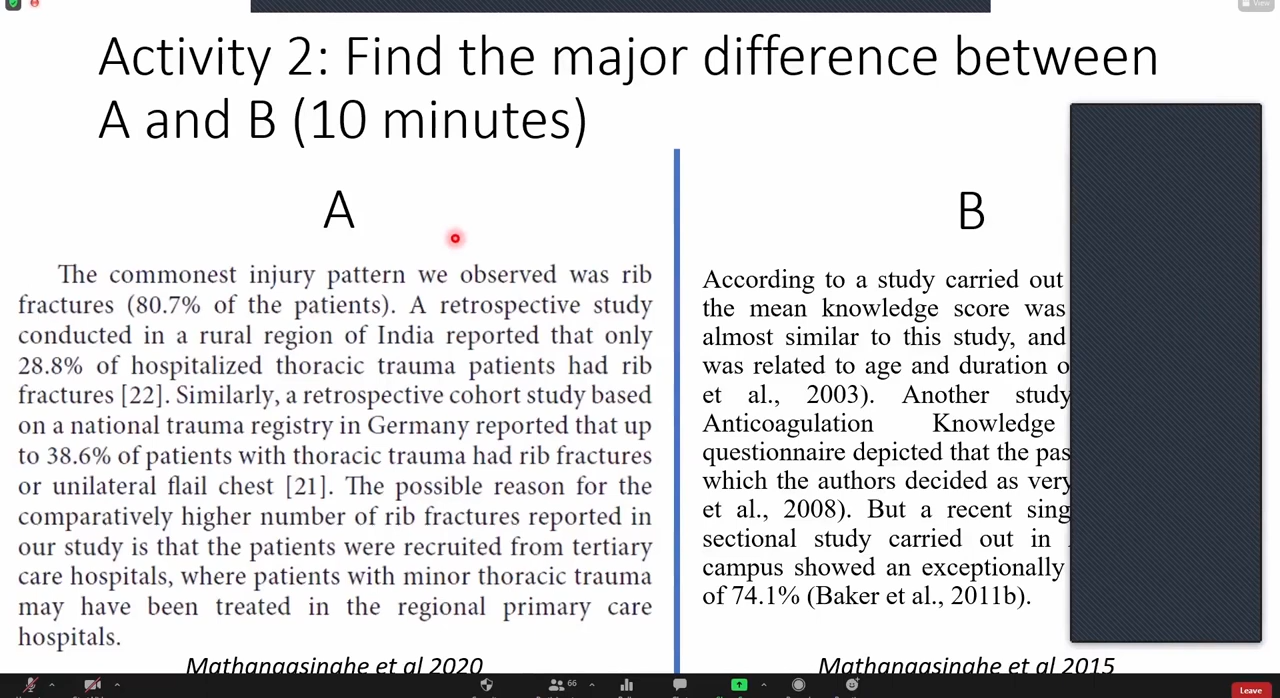 View
Activity 2: Find the major difference between
A and B (10 minutes)
A
The commonest injury pattern we observed was rib
fractures (80.7% of the patients). A retrospective study
conducted in a rural region of India reported that only
28.8% of hospitalized thoracic trauma patients had rib
fractures [22]. Similarly, a retrospective cohort study based
on a national trauma registry in Germany reported that up
to 38.6% of patients with thoracic trauma had rib fractures
or unilateral flail chest [21]. The possible reason for the
comparatively higher number of rib fractures reported in
our study is that the patients were recruited from tertiary
care hospitals, where patients with minor thoracic trauma
may have been treated in the regional primary care
hospitals.
Mathangasinghe et al 2020
B
According to a study carried out
the mean knowledge score was
almost similar to this study, and
was related to age and duration
et al., 2003). Another study
Anticoagulation Knowledge
questionnaire depicted that the
which the authors decided as very
et al., 2008). But a recent
sectional study carried out in
campus showed an exceptionally
of 74.1% (Baker et al., 2011b).
Mathangasinghe et al 2015
66
Leave